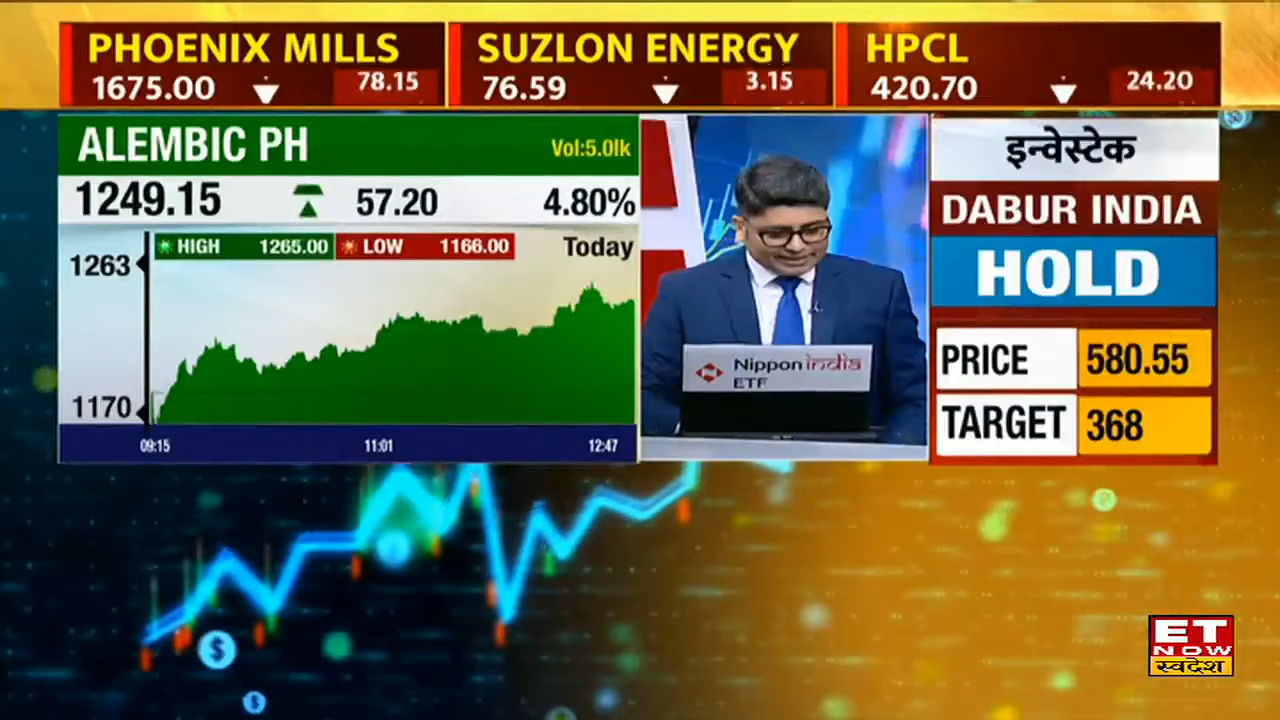 PHOENIX MILLS
1675.00 78.15
SUZLON ENERGY
76.59 3.15
HPCL
420.70 24.20
ALEMBIC PH Vol:5.0lk
1249.15 57.20 4.80%
HIGH 1265.00 LOW 1166.00 Today
1263
1170
09:15 11:01 12:47
Nippon india
ETF
इन्वेस्टेक
DABUR INDIA
HOLD
PRICE 580.55
TARGET 368
ET
NOW
स्वदेश